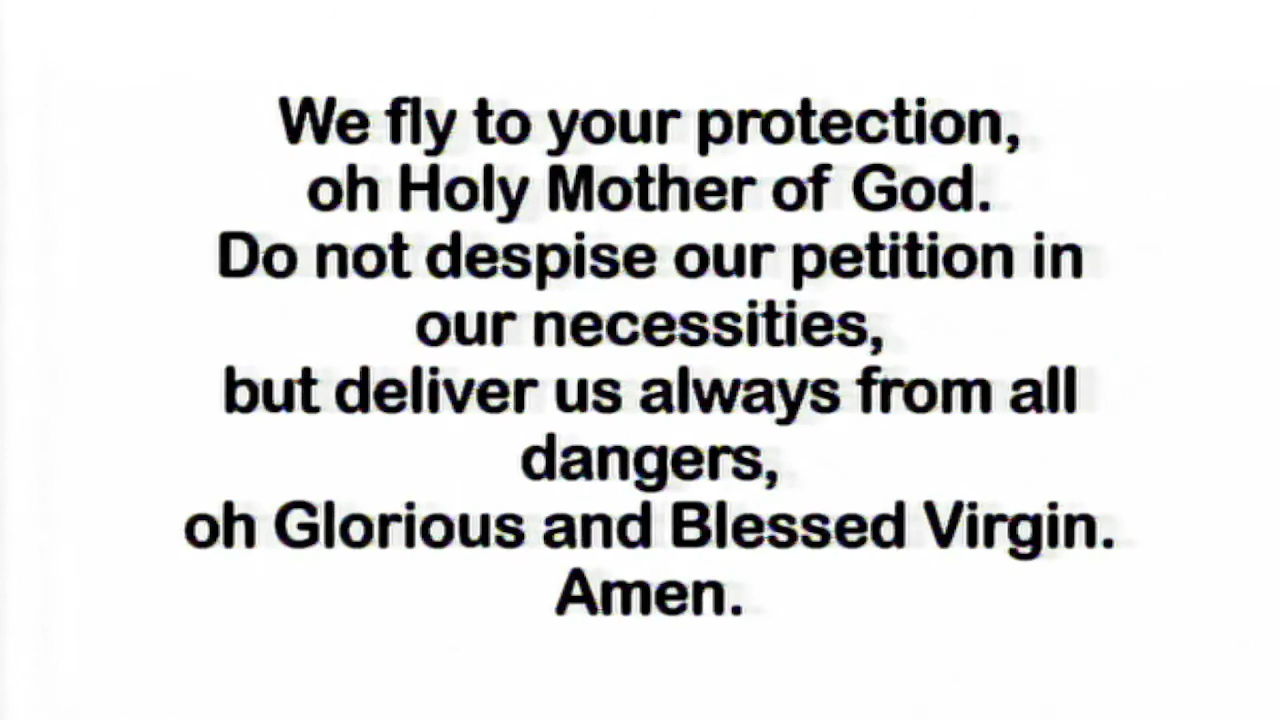 We fly to your protection,
oh Holy Mother of God.
Do not despise our petition in
our necessities,
but deliver us always from all
dangers,
oh Glorious and Blessed Virgin.
Amen.